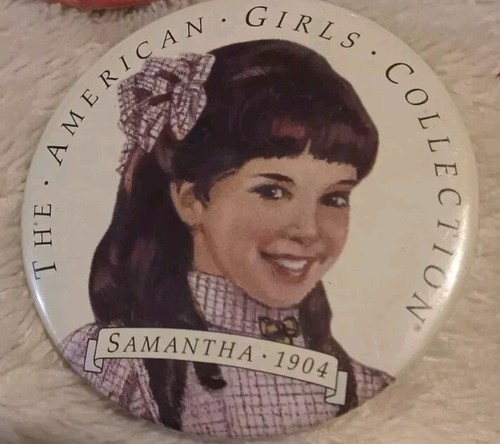 THE · AMERICAN · GIRLS · COLLECTION®
SAMANTHA · 1904